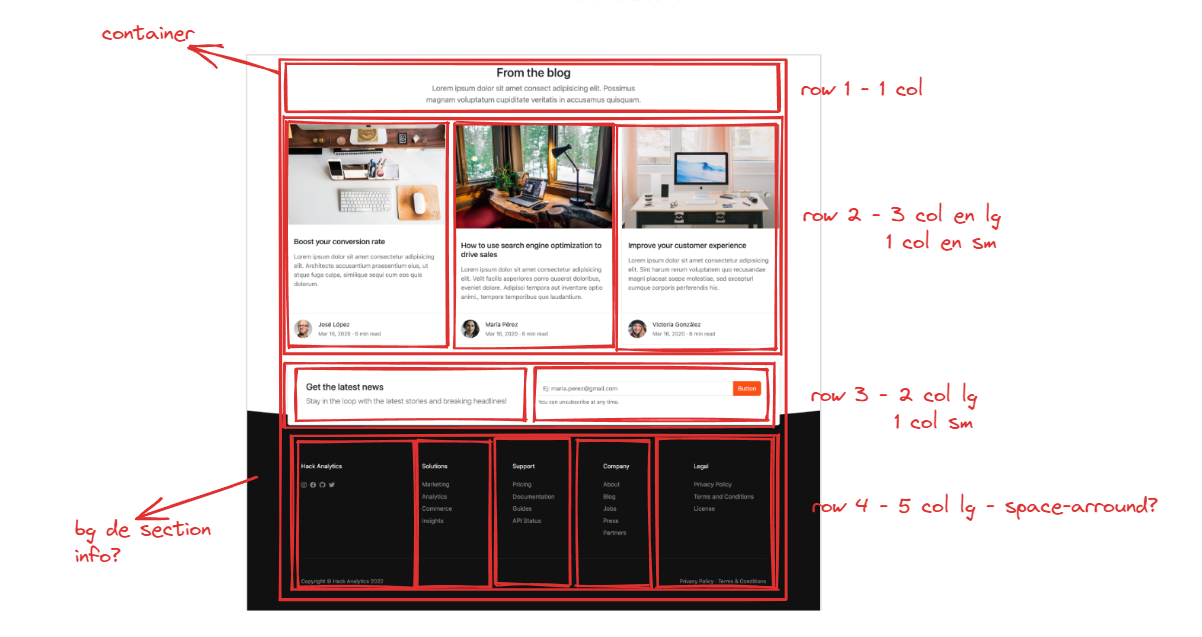 container
From the blog
Lorem ipsum dolor sit amet consect adipisicing elit. Possimus
magnam voluptatum cupiditate veritatis in accusamus quisquam.
row 1 - 1 col
row 2 - 3 col en lg
1 col en sm
Boost your conversion rate
Lorem ipsum dolor sit amet consectetur adipisicing
elit. Architecto accusantium praesentium eius, ut
atque fuga culpa, similique sequi cum eos quis
dolorum.
José López
Mar 16, 2020 · 5 min read
How to use search engine optimization to
drive sales
Lorem ipsum dolor sit amet consectetur adipisicing
elit. Velit facilis asperiores porro quaerat doloribus,
eveniet dolore. Adipisci tempora aut inventore optio
animi., tempore temporibus quo laudantium.
María Pérez
Mar 16, 2020 · 6 min read
Improve your customer experience
Lorem ipsum dolor sit amet consectetur adipisicing
elit. Sint harum rerum voluptatem quo recusandae
magni placeat saepe molestiae, sed excepturi
cumque corporis perferendis hic.
Victoria González
Mar 16, 2020 · 6 min read
Get the latest news
Stay in the loop with the latest stories and breaking headlines!
Ej: maria.perez@gmail.com
Button
You can unsubscribe at any time.
row 3 - 2 col lg
1 col sm
Hack Analytics
Solutions
Marketing
Analytics
Commerce
Insights
Support
Pricing
Documentation
Guides
API Status
Company
About
Blog
Jobs
Press
Partners
Legal
Privacy Policy
Terms and Conditions
License
row 4 - 5 col lg - space-arround?
bg de section
info?
Copyright © Hack Analytics 2022
Privacy Policy · Terms & Conditions